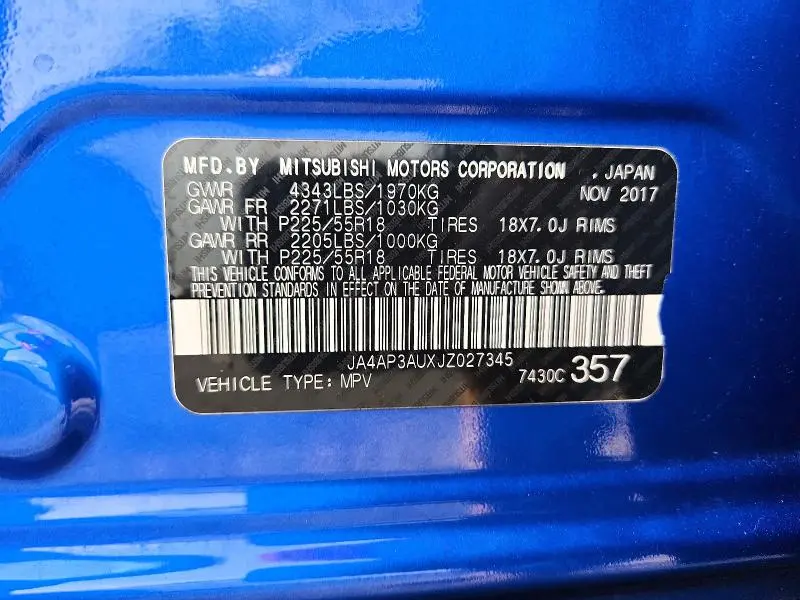 MFD.BY MITSUBISHI MOTORS CORPORATION . JAPAN
GVWR 4343LBS/1970KG NOV 2017
GAWR FR 2271LBS/1030KG
WITH P225/55R18 TIRES 18X7.0J RIMS
GAWR RR 2205LBS/1000KG
WITH P225/55R18 TIRES 18X7.0J RIMS
THIS VEHICLE CONFORMS TO ALL APPLICABLE FEDERAL MOTOR VEHICLE SAFETY AND THEFT
PREVENTION STANDARDS IN EFFECT ON THE DATE OF MANUFACTURE SHOWN ABOVE.
JA4AP3AUXJZ027345
VEHICLE TYPE: MPV 7430C 357